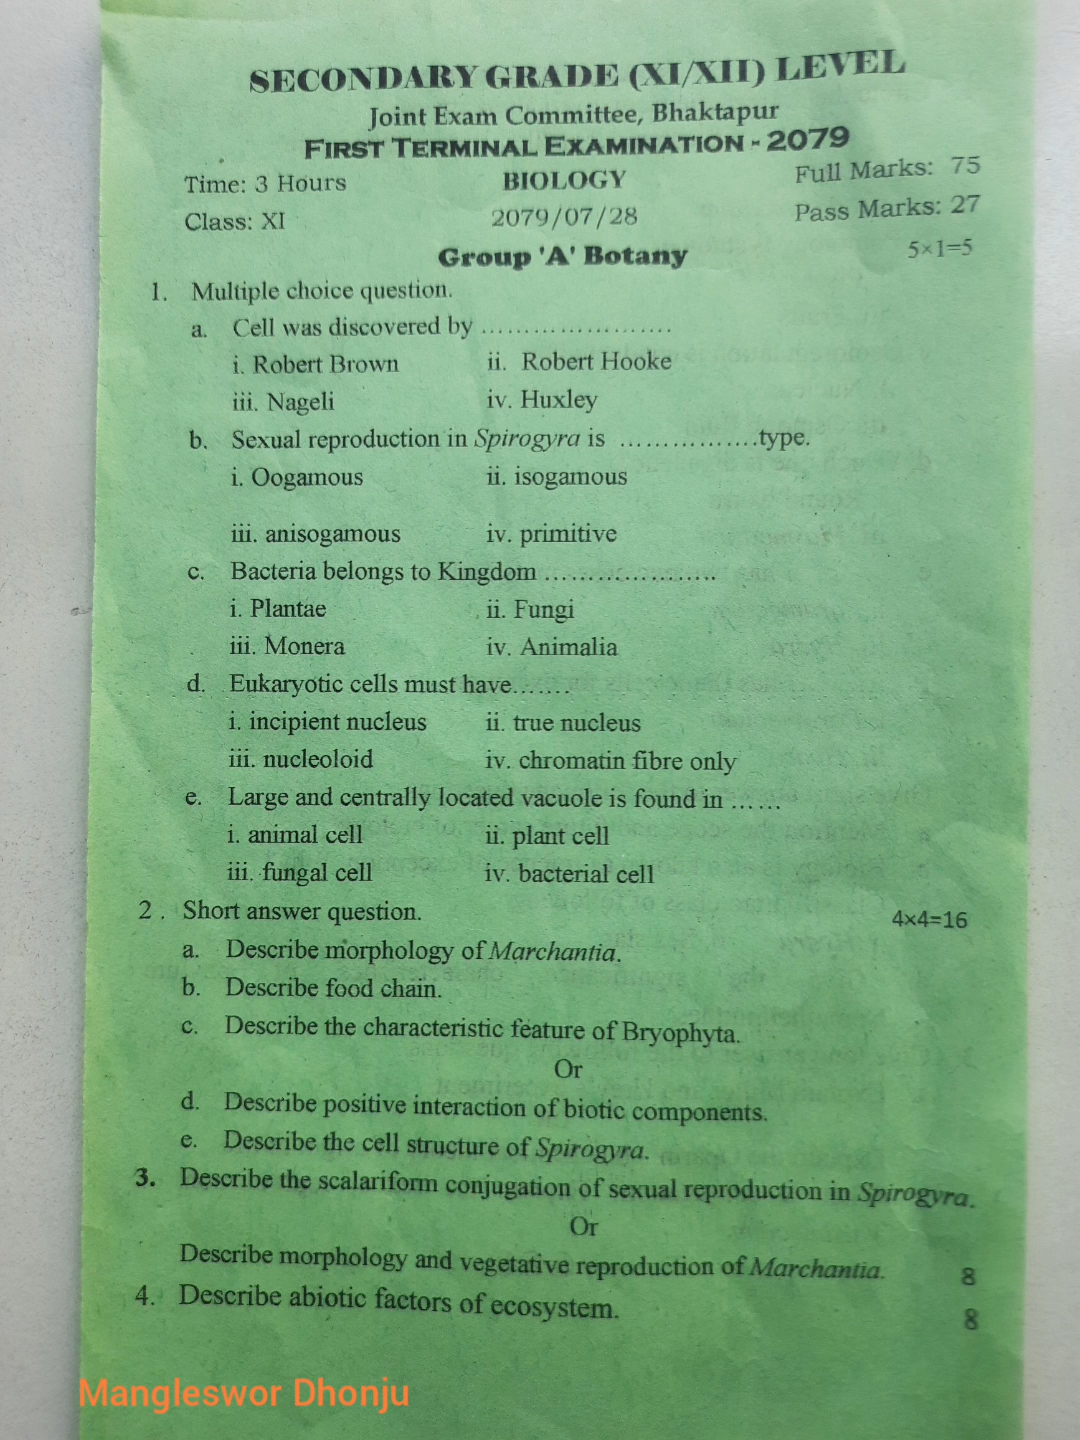 SECONDARY GRADE (XI/XII) LEVEL
Joint Exam Committee, Bhaktapur
FIRST TERMINAL EXAMINATION - 2079
Time: 3 Hours BIOLOGY Full Marks: 75
Class: XI 2079/07/28 Pass Marks: 27
Group 'A' Botany 5×1=5
1. Multiple choice question.
a. Cell was discovered by ......................
i. Robert Brown ii. Robert Hooke
iii. Nageli iv. Huxley
b. Sexual reproduction in Spirogyra is ................type.
i. Oogamous ii. isogamous
iii. anisogamous iv. primitive
c. Bacteria belongs to Kingdom ....................
i. Plantae ii. Fungi
iii. Monera iv. Animalia
d. Eukaryotic cells must have.......
i. incipient nucleus ii. true nucleus
iii. nucleoloid iv. chromatin fibre only
e. Large and centrally located vacuole is found in ......
i. animal cell ii. plant cell
iii. fungal cell iv. bacterial cell
2. Short answer question. 4×4=16
a. Describe morphology of Marchantia.
b. Describe food chain.
c. Describe the characteristic feature of Bryophyta.
Or
d. Describe positive interaction of biotic components.
e. Describe the cell structure of Spirogyra.
3. Describe the scalariform conjugation of sexual reproduction in Spirogyra.
Or
Describe morphology and vegetative reproduction of Marchantia. 8
4. Describe abiotic factors of ecosystem. 8
Mangleswor Dhonju